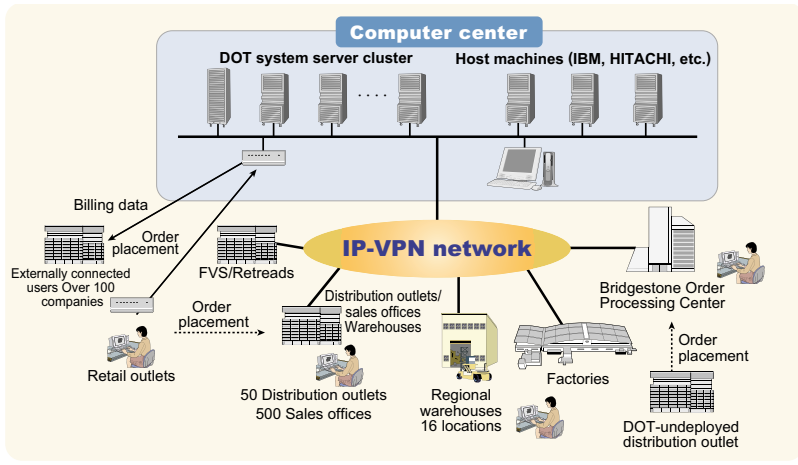 Computer center
DOT system server cluster
Host machines (IBM, HITACHI, etc.)
Billing data
Order
placement
Externally connected
users Over 100
companies
FVS/Retreads
IP-VPN network
Order
placement
Retail outlets
Distribution outlets/
sales offices
Warehouses
50 Distribution outlets
500 Sales offices
Regional
warehouses
16 locations
Factories
Bridgestone Order
Processing Center
Order
placement
DOT-undeployed
distribution outlet